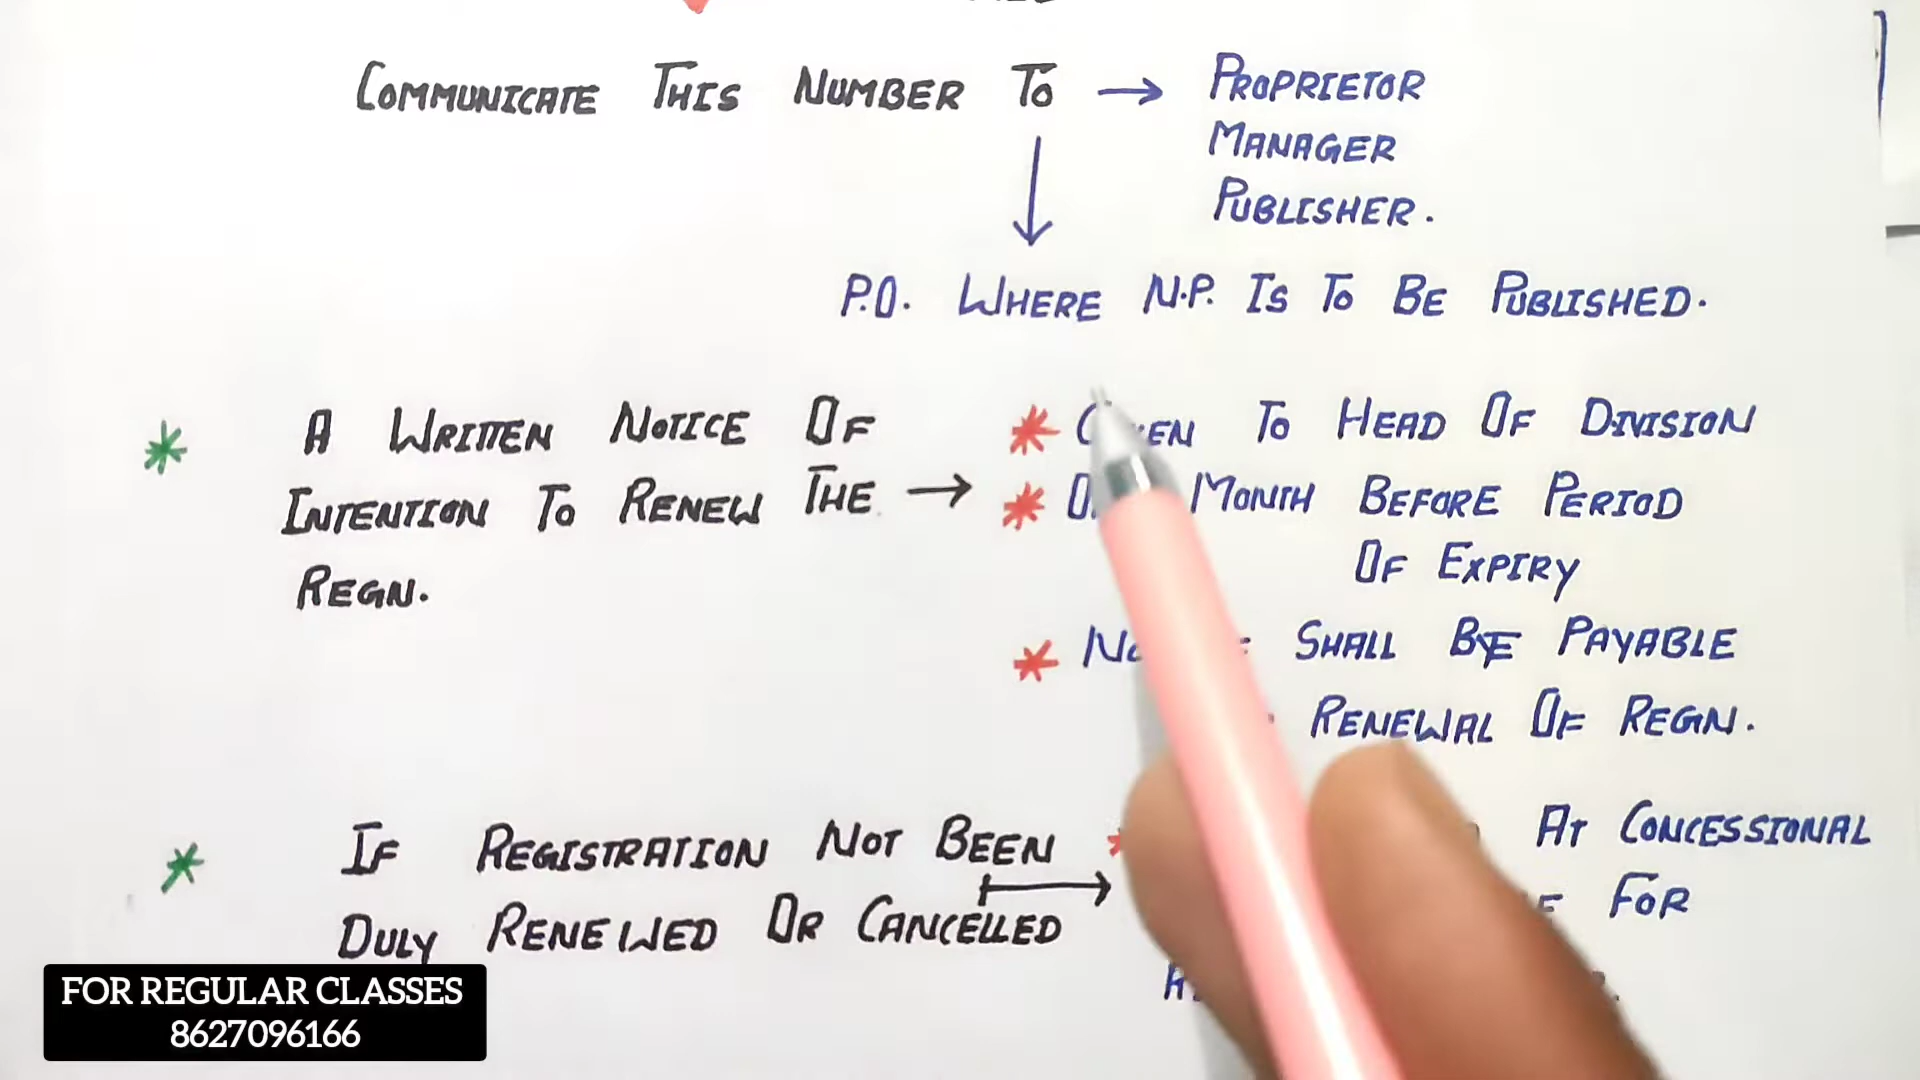 COMMUNICATE THIS NUMBER TO → PROPRIETOR
MANAGER
PUBLISHER.
P.O. WHERE N.P. IS TO BE PUBLISHED.
* A WRITTEN NOTICE OF
INTENTION TO RENEW THE →
REGN.
* TO HEAD OF DIVISION
* MONTH BEFORE PERIOD
OF EXPIRY
* SHALL BE PAYABLE
RENEWAL OF REGN.
* IF REGISTRATION NOT BEEN
DULY RENEWED OR CANCELLED
AT CONCESSIONAL
FOR
FOR REGULAR CLASSES
8627096166